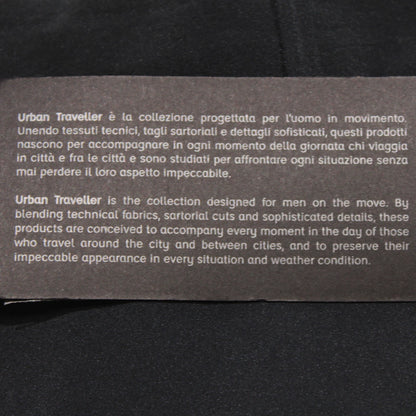 Urban Traveller è la collezione progettata per l'uomo in movimento.
Unendo tessuti tecnici, tagli sartoriali e dettagli sofisticati, questi prodotti
nascono per accompagnare in ogni momento della giornata chi viaggia
in città e fra le città e sono studiati per affrontare ogni situazione senza
mai perdere il loro aspetto impeccabile.
Urban Traveller is the collection designed for men on the move. By
blending technical fabrics, sartorial cuts and sophisticated details, these
products are conceived to accompany every moment in the day of those
who travel around the city and between cities, and to preserve their
impeccable appearance in every situation and weather condition.